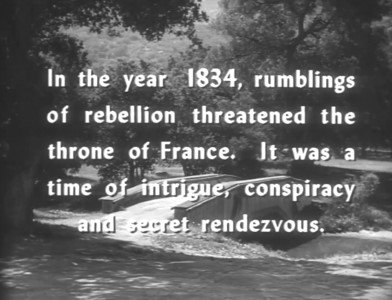 In the year 1834, rumblings
of rebellion threatened the
throne of France. It was a
time of intrigue, conspiracy
and secret rendezvous.